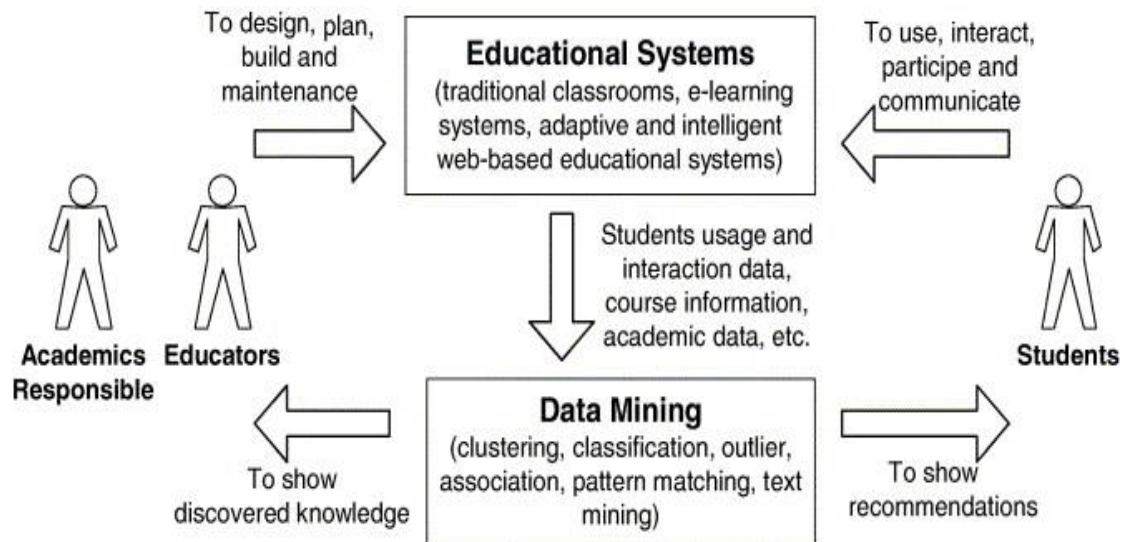 To design, plan,
build and
maintenance
Educational Systems
(traditional classrooms, e-learning
systems, adaptive and intelligent
web-based educational systems)
To use, interact,
participe and
communicate
Students usage and
interaction data,
course information,
academic data, etc.
Academics
Responsible
Educators
Students
Data Mining
(clustering, classification, outlier,
association, pattern matching, text
mining)
To show
discovered knowledge
To show
recommendations